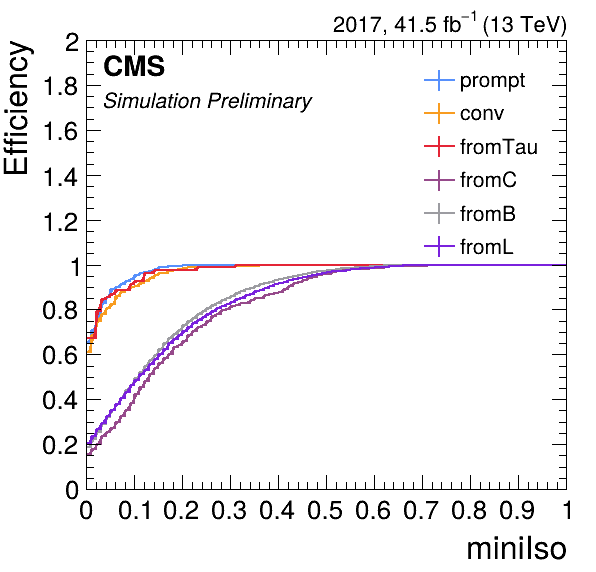 2017, 41.5 fb⁻¹ (13 TeV)
CMS
Simulation Preliminary
prompt
conv
fromTau
fromC
fromB
fromL
Efficiency
2
1.8
1.6
1.4
1.2
1
0.8
0.6
0.4
0.2
0
0 0.1 0.2 0.3 0.4 0.5 0.6 0.7 0.8 0.9 1
miniIso